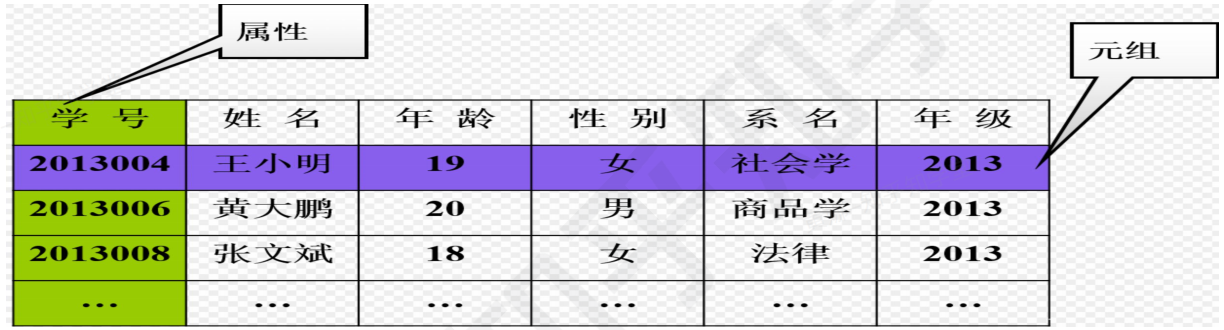 属性
元组
学 号 姓 名 年 龄 性 别 系 名 年 级
2013004 王小明 19 女 社会学 2013
2013006 黄大鹏 20 男 商品学 2013
2013008 张文斌 18 女 法律 2013
… … … … … …